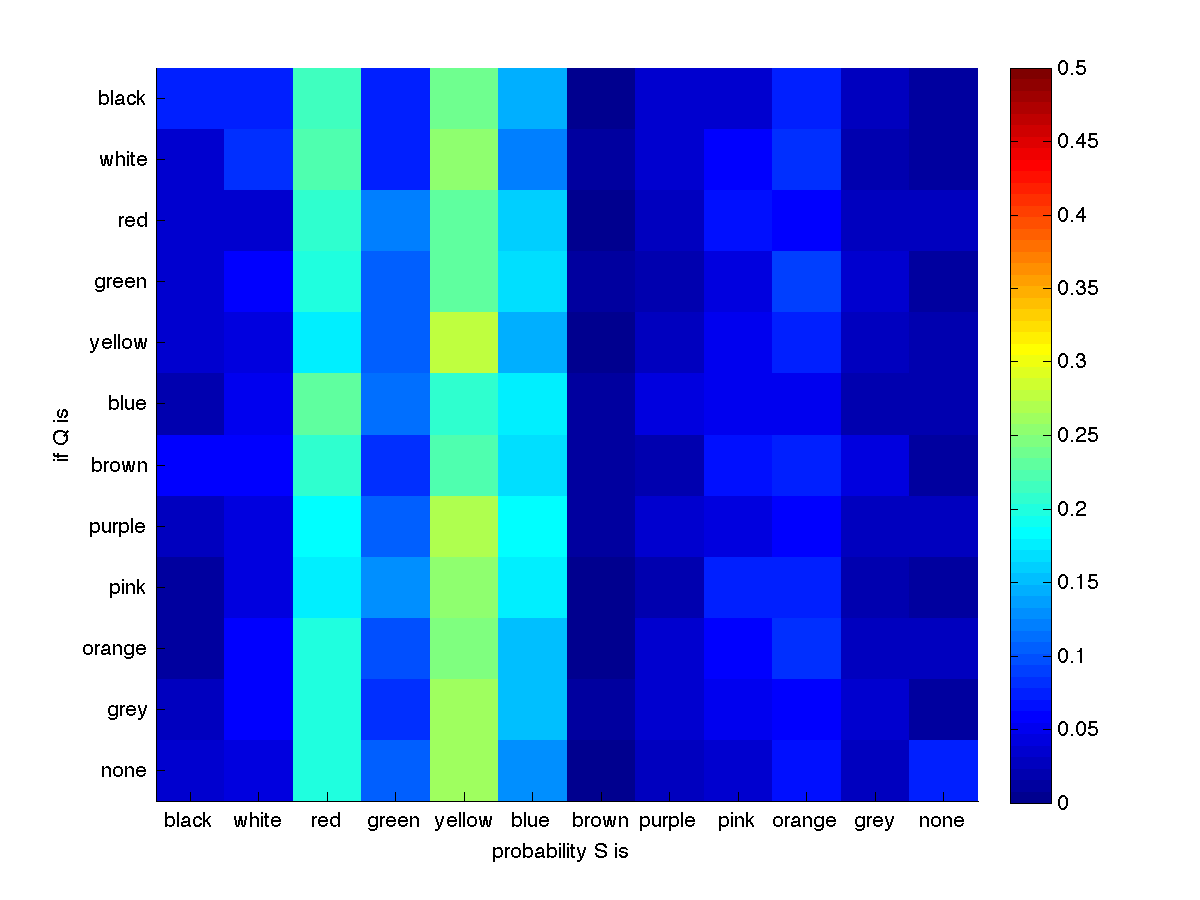 black
white
red
green
yellow
blue
brown
purple
pink
orange
grey
none
if Q is
black white red green yellow blue brown purple pink orange grey none
probability S is
0.5
0.45
0.4
0.35
0.3
0.25
0.2
0.15
0.1
0.05
0